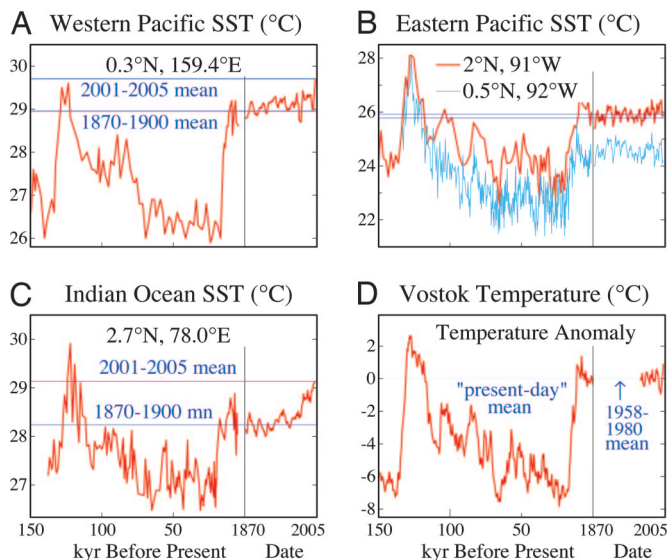 A Western Pacific SST (°C)
0.3°N, 159.4°E
2001-2005 mean
1870-1900 mean
30
29
28
27
26
B Eastern Pacific SST (°C)
2°N, 91°W
0.5°N, 92°W
28
26
24
22
C Indian Ocean SST (°C)
2.7°N, 78.0°E
2001-2005 mean
1870-1900 mn
30
29
28
27
150 100 50 1870 2005
kyr Before Present Date
D Vostok Temperature (°C)
Temperature Anomaly
"present-day"
mean
↑
1958-
1980
mean
2
0
-2
-4
-6
-8
150 100 50 1870 2005
kyr Before Present Date